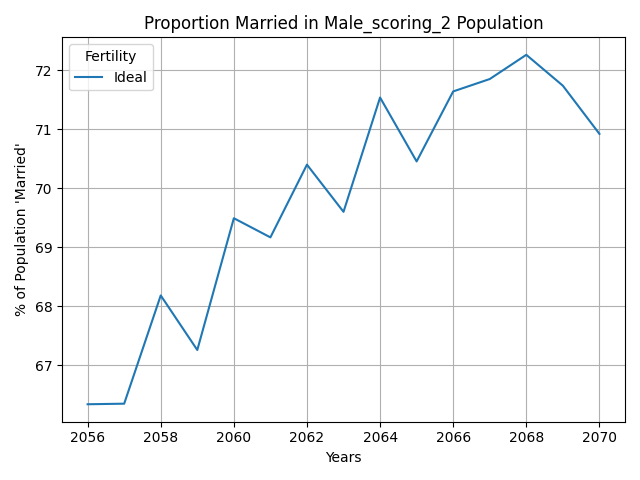 Proportion Married in Male_scoring_2 Population
Fertility
Ideal
% of Population 'Married'
72
71
70
69
68
67
2056 2058 2060 2062 2064 2066 2068 2070
Years